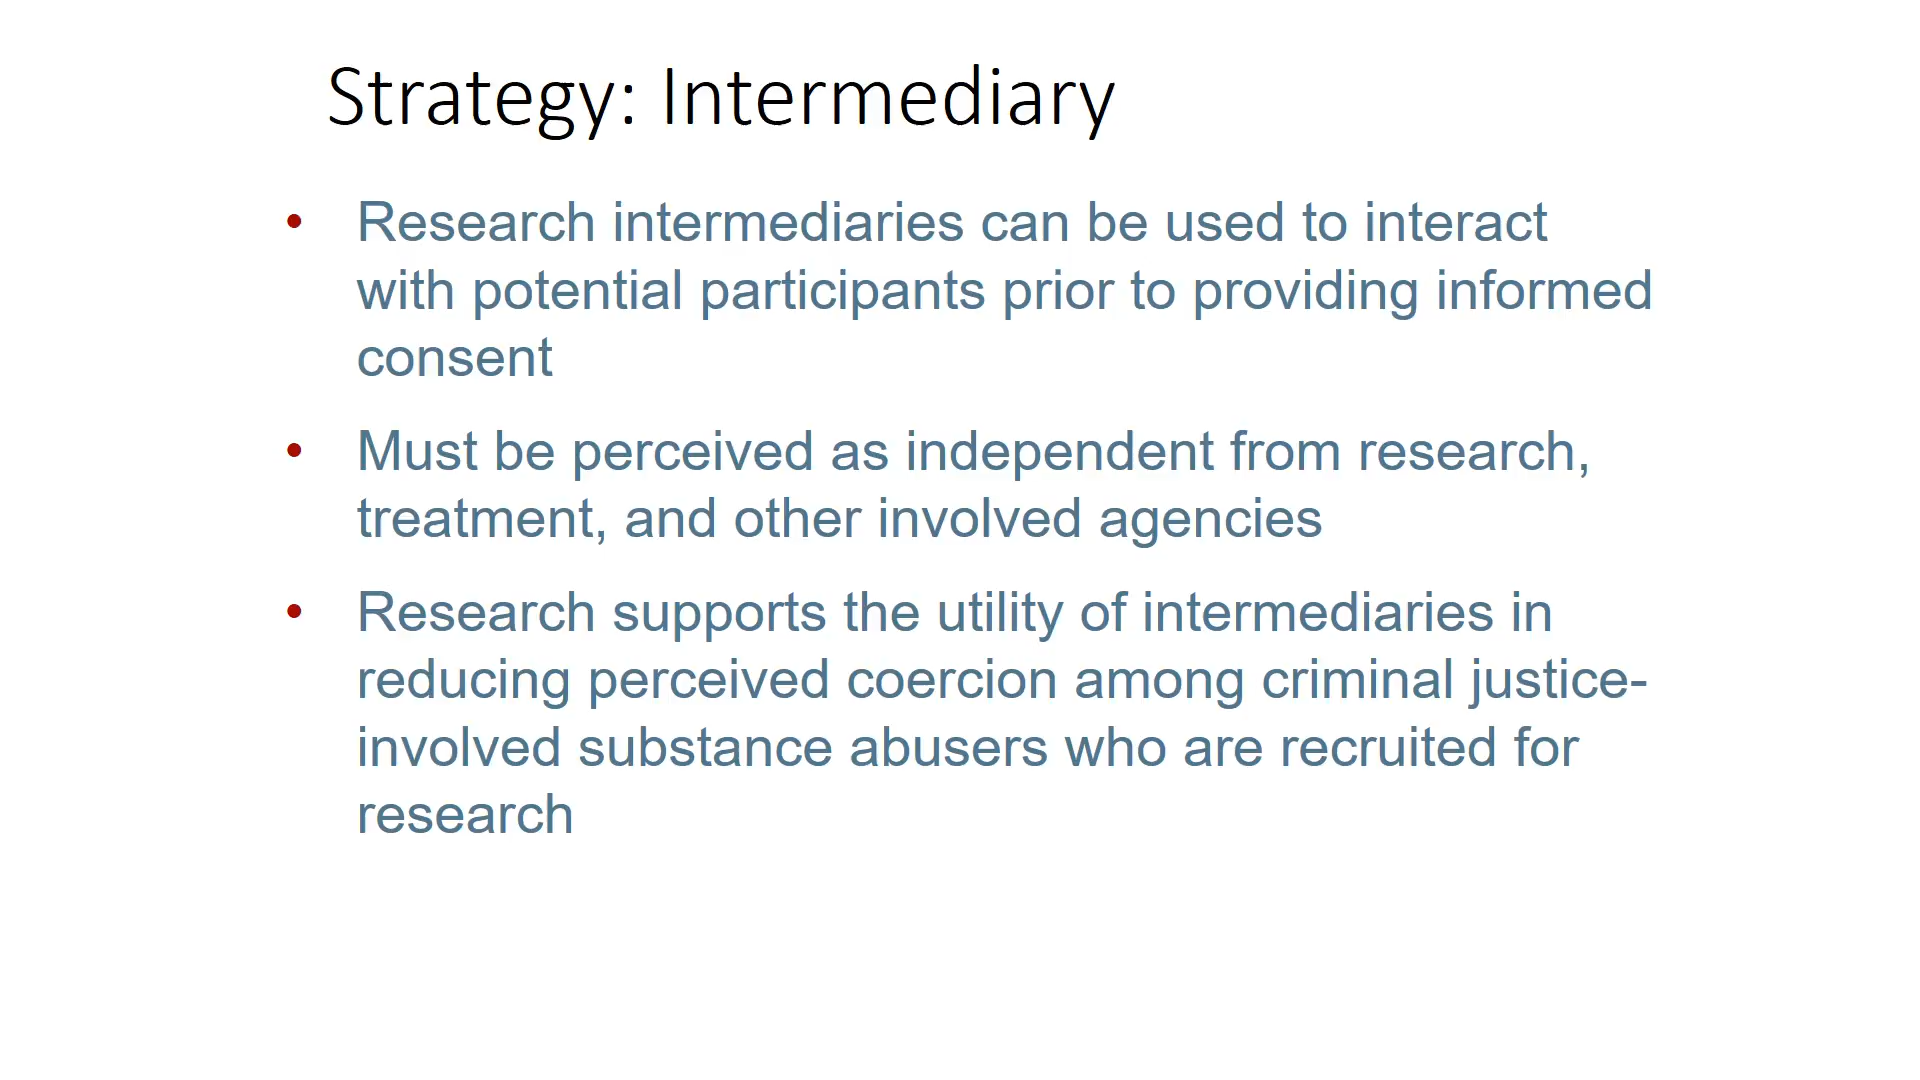 Strategy: Intermediary
• Research intermediaries can be used to interact
with potential participants prior to providing informed
consent
• Must be perceived as independent from research,
treatment, and other involved agencies
• Research supports the utility of intermediaries in
reducing perceived coercion among criminal justice-
involved substance abusers who are recruited for
research